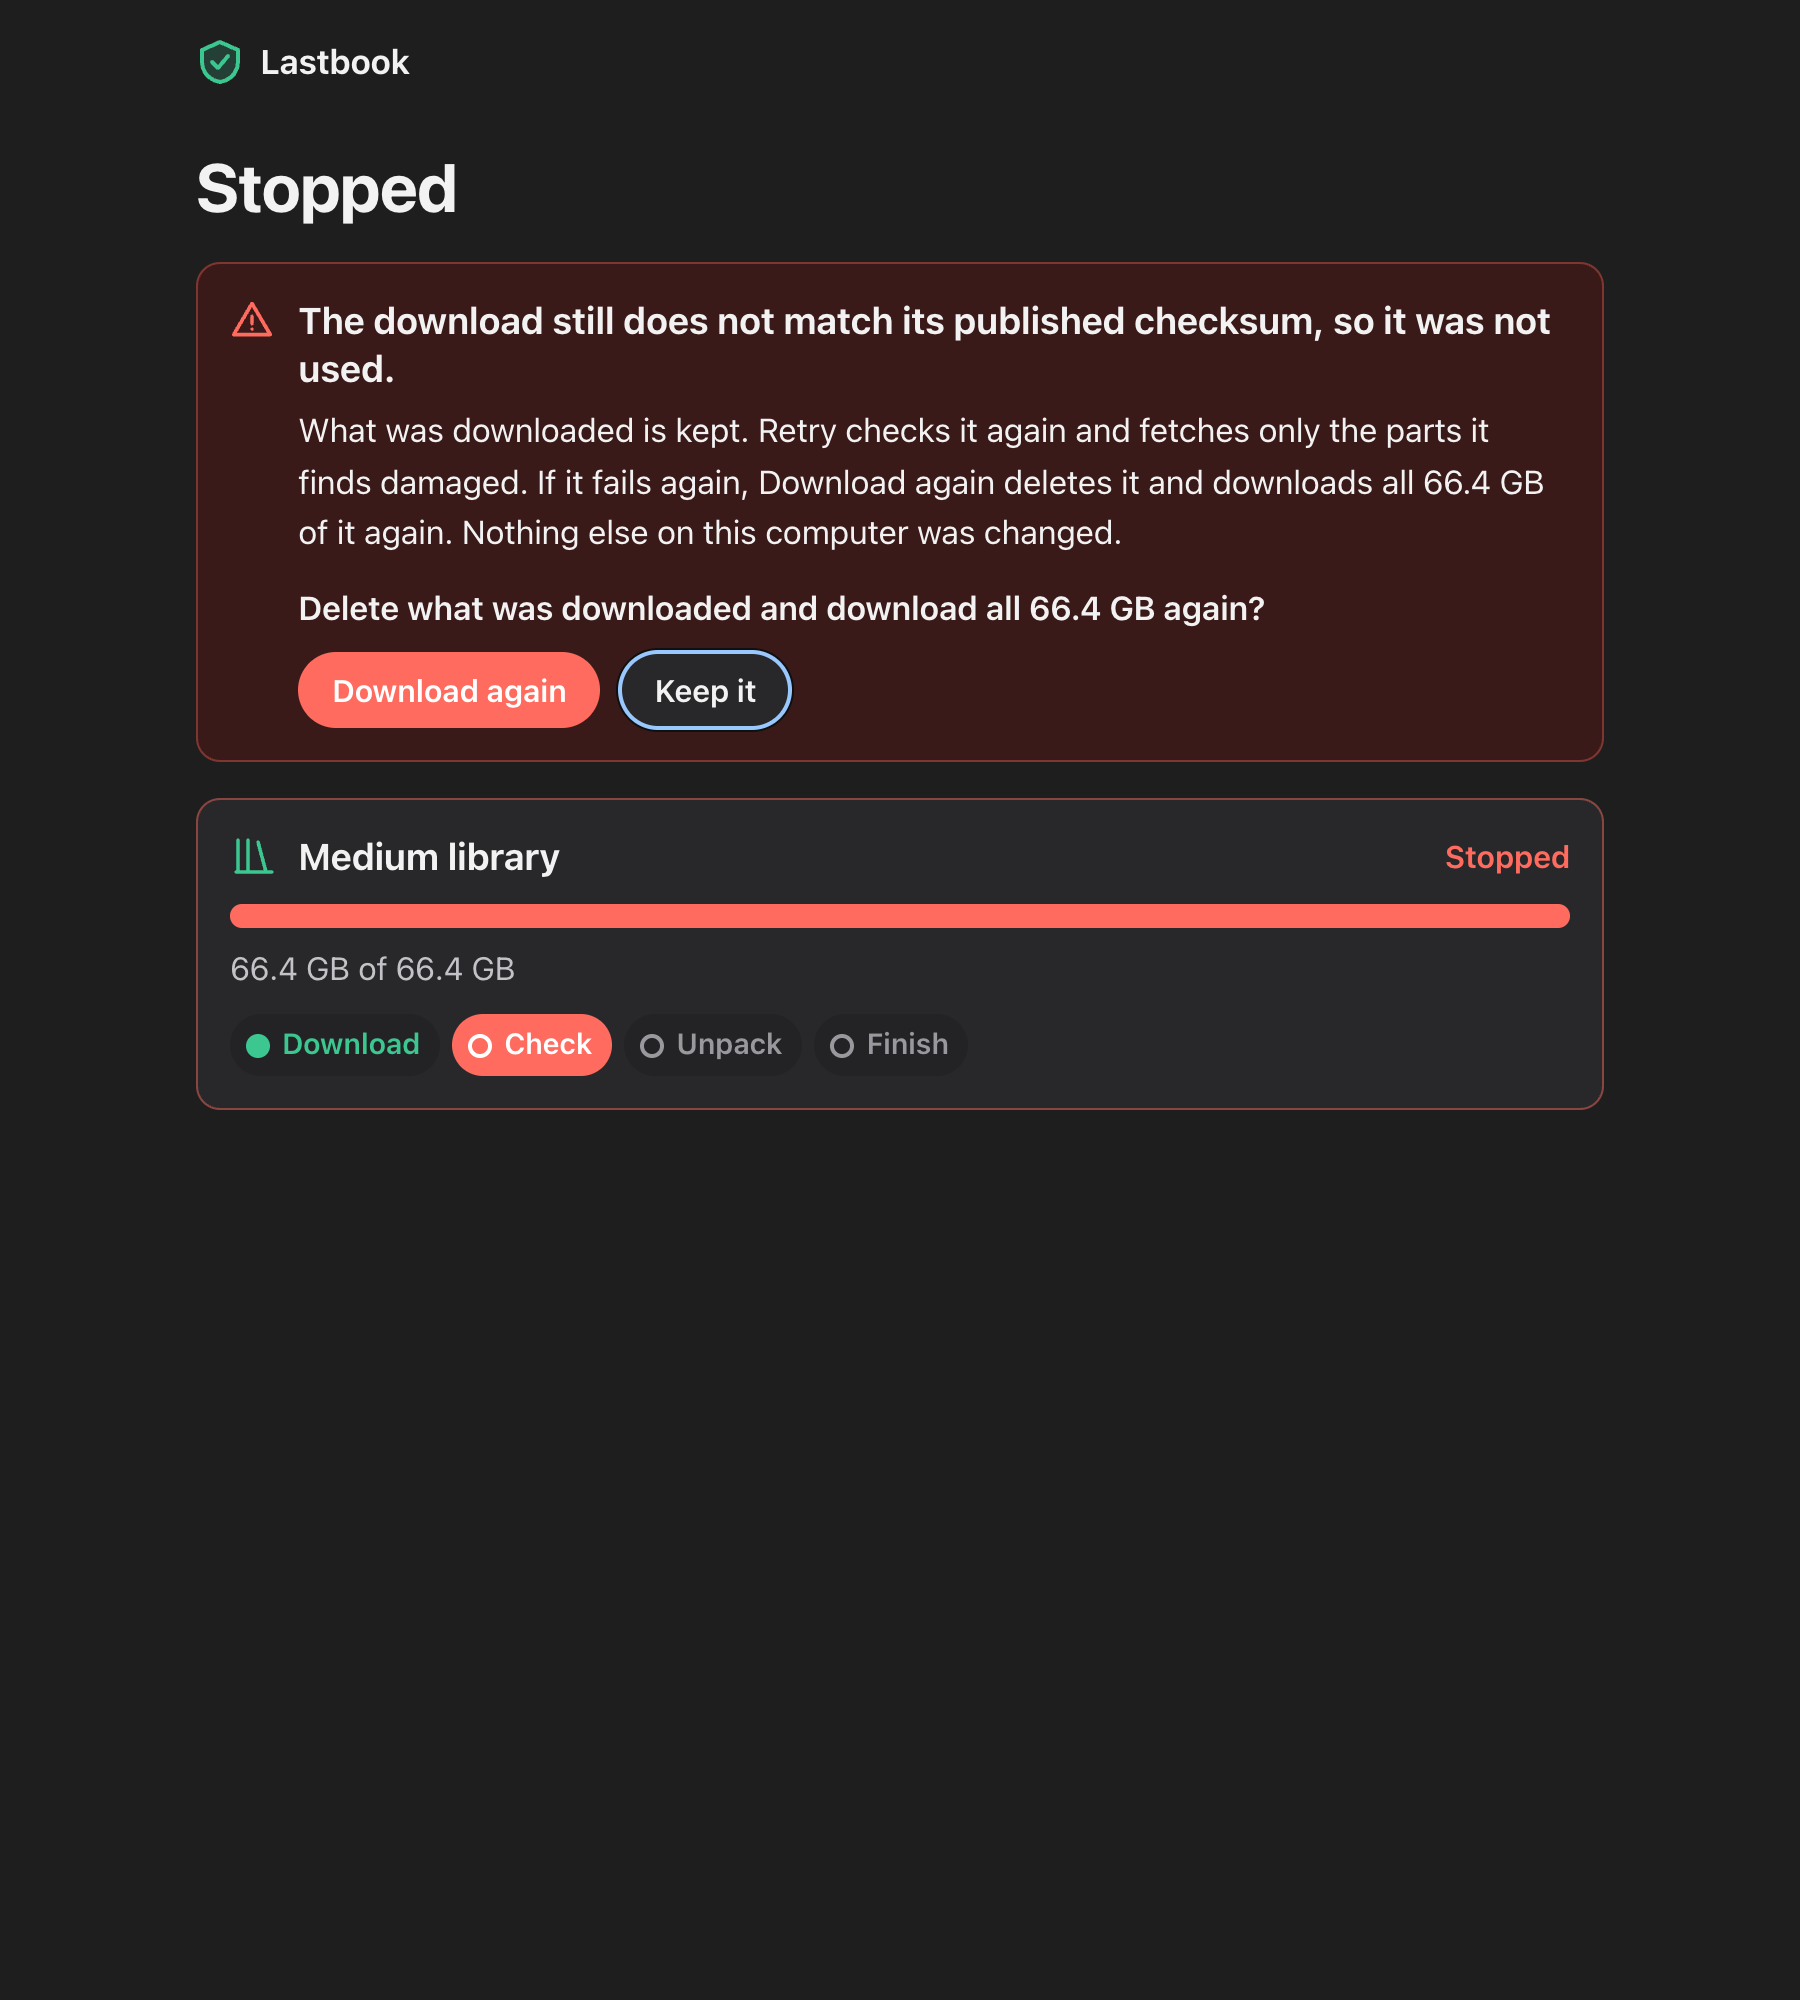 Lastbook
Stopped
The download still does not match its published checksum, so it was not
used.
What was downloaded is kept. Retry checks it again and fetches only the parts it
finds damaged. If it fails again, Download again deletes it and downloads all 66.4 GB
of it again. Nothing else on this computer was changed.
Delete what was downloaded and download all 66.4 GB again?
Download again Keep it
Medium library Stopped
66.4 GB of 66.4 GB
Download Check Unpack Finish